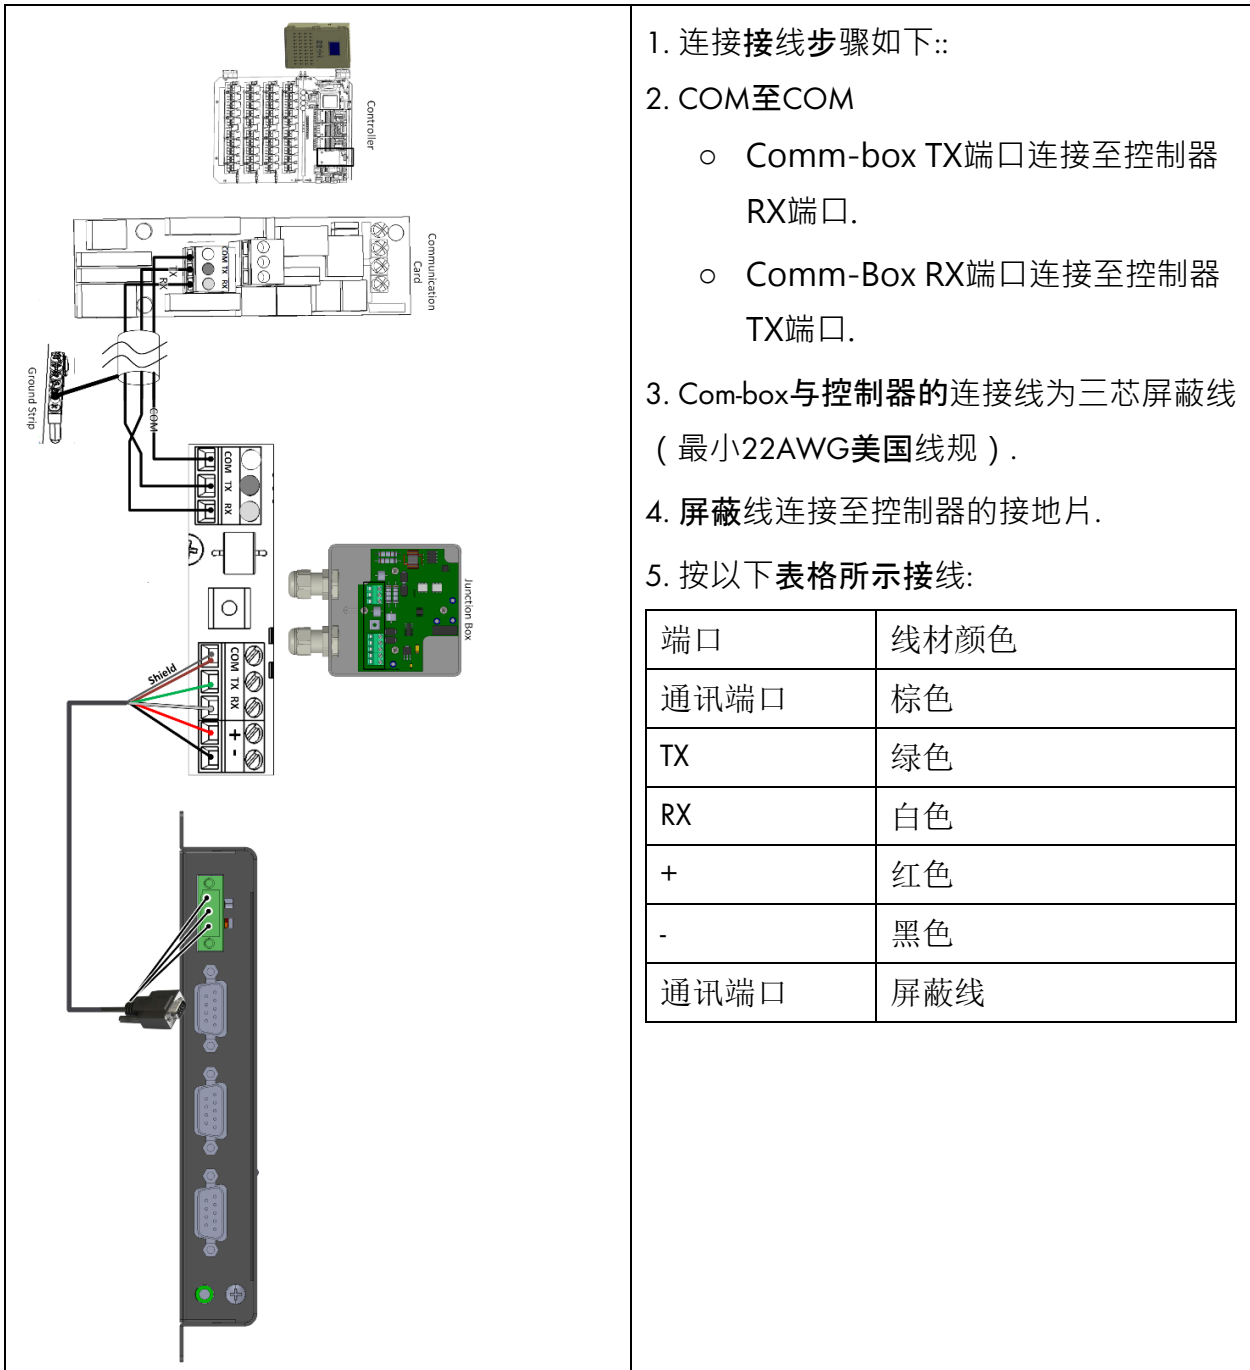 Controller
Communication
Card
COM TX RX
TX
RX
Ground Strip
COM
COM TX RX
Junction Box
Shield
COM TX RX + -
1. 连接接线步骤如下::
2. COM至COM
○ Comm-box TX端口连接至控制器
RX端口.
○ Comm-Box RX端口连接至控制器
TX端口.
3. Com-box与控制器的连接线为三芯屏蔽线
（最小22AWG美国线规）.
4. 屏蔽线连接至控制器的接地片.
5. 按以下表格所示接线:
端口 线材颜色
通讯端口 棕色
TX 绿色
RX 白色
+ 红色
- 黑色
通讯端口 屏蔽线